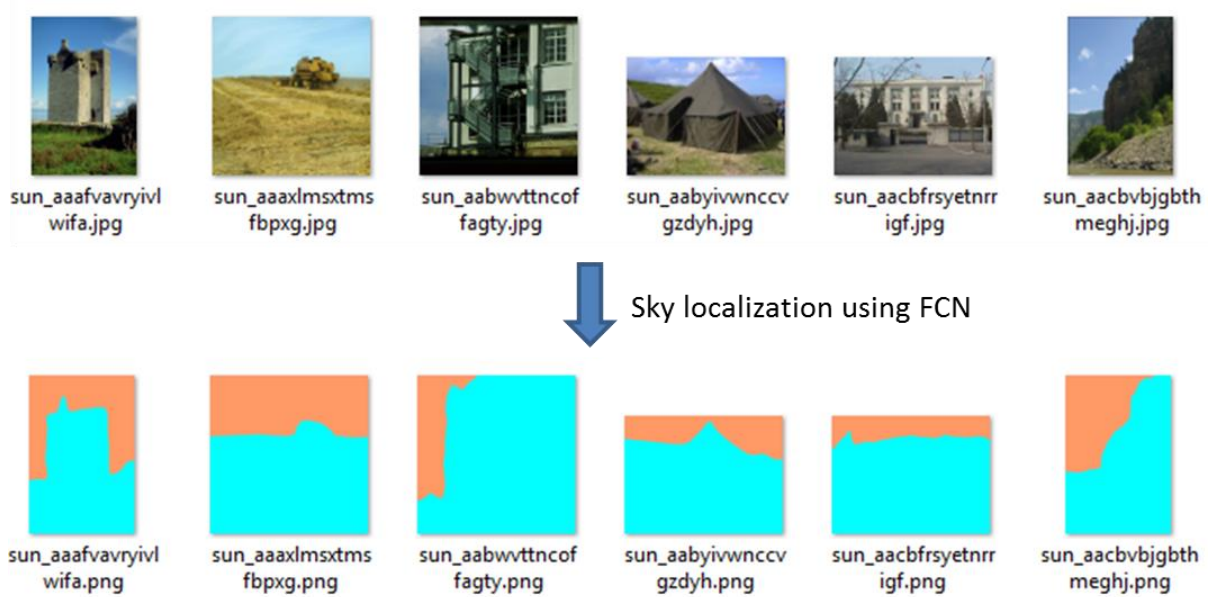 sun_aaafvavryivl
wifa.jpg
sun_aaaxlmsxtms
fbpxg.jpg
sun_aabwvttncof
fagty.jpg
sun_aabyivwnccv
gzdyh.jpg
sun_aacbfrsyetnrr
igf.jpg
sun_aacbvbjgbth
meghj.jpg
Sky localization using FCN
sun_aaafvavryivl
wifa.png
sun_aaaxlmsxtms
fbpxg.png
sun_aabwvttncof
fagty.png
sun_aabyivwnccv
gzdyh.png
sun_aacbfrsyetnrr
igf.png
sun_aacbvbjgbth
meghj.png